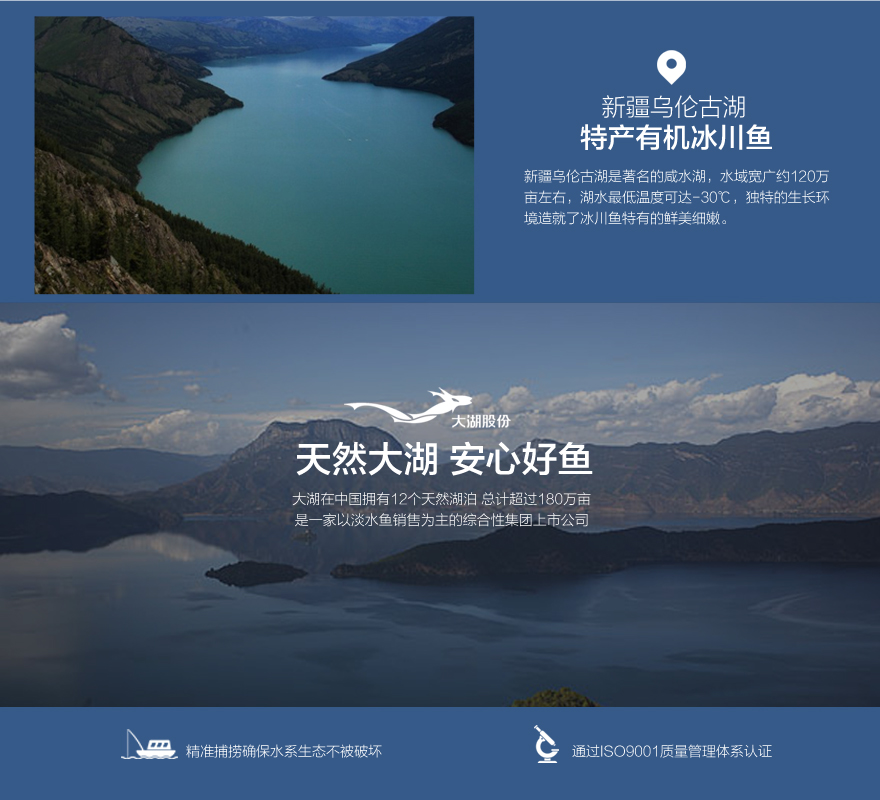 新疆乌伦古湖
特产有机冰川鱼
新疆乌伦古湖是著名的咸水湖，水域宽广约120万
亩左右，湖水最低温度可达-30℃，独特的生长环
境造就了冰川鱼特有的鲜美细嫩。
大湖股份
天然大湖 安心好鱼
大湖在中国拥有12个天然湖泊 总计超过180万亩
是一家以淡水鱼销售为主的综合性集团上市公司
精准捕捞确保水系生态不被破坏
通过ISO9001质量管理体系认证